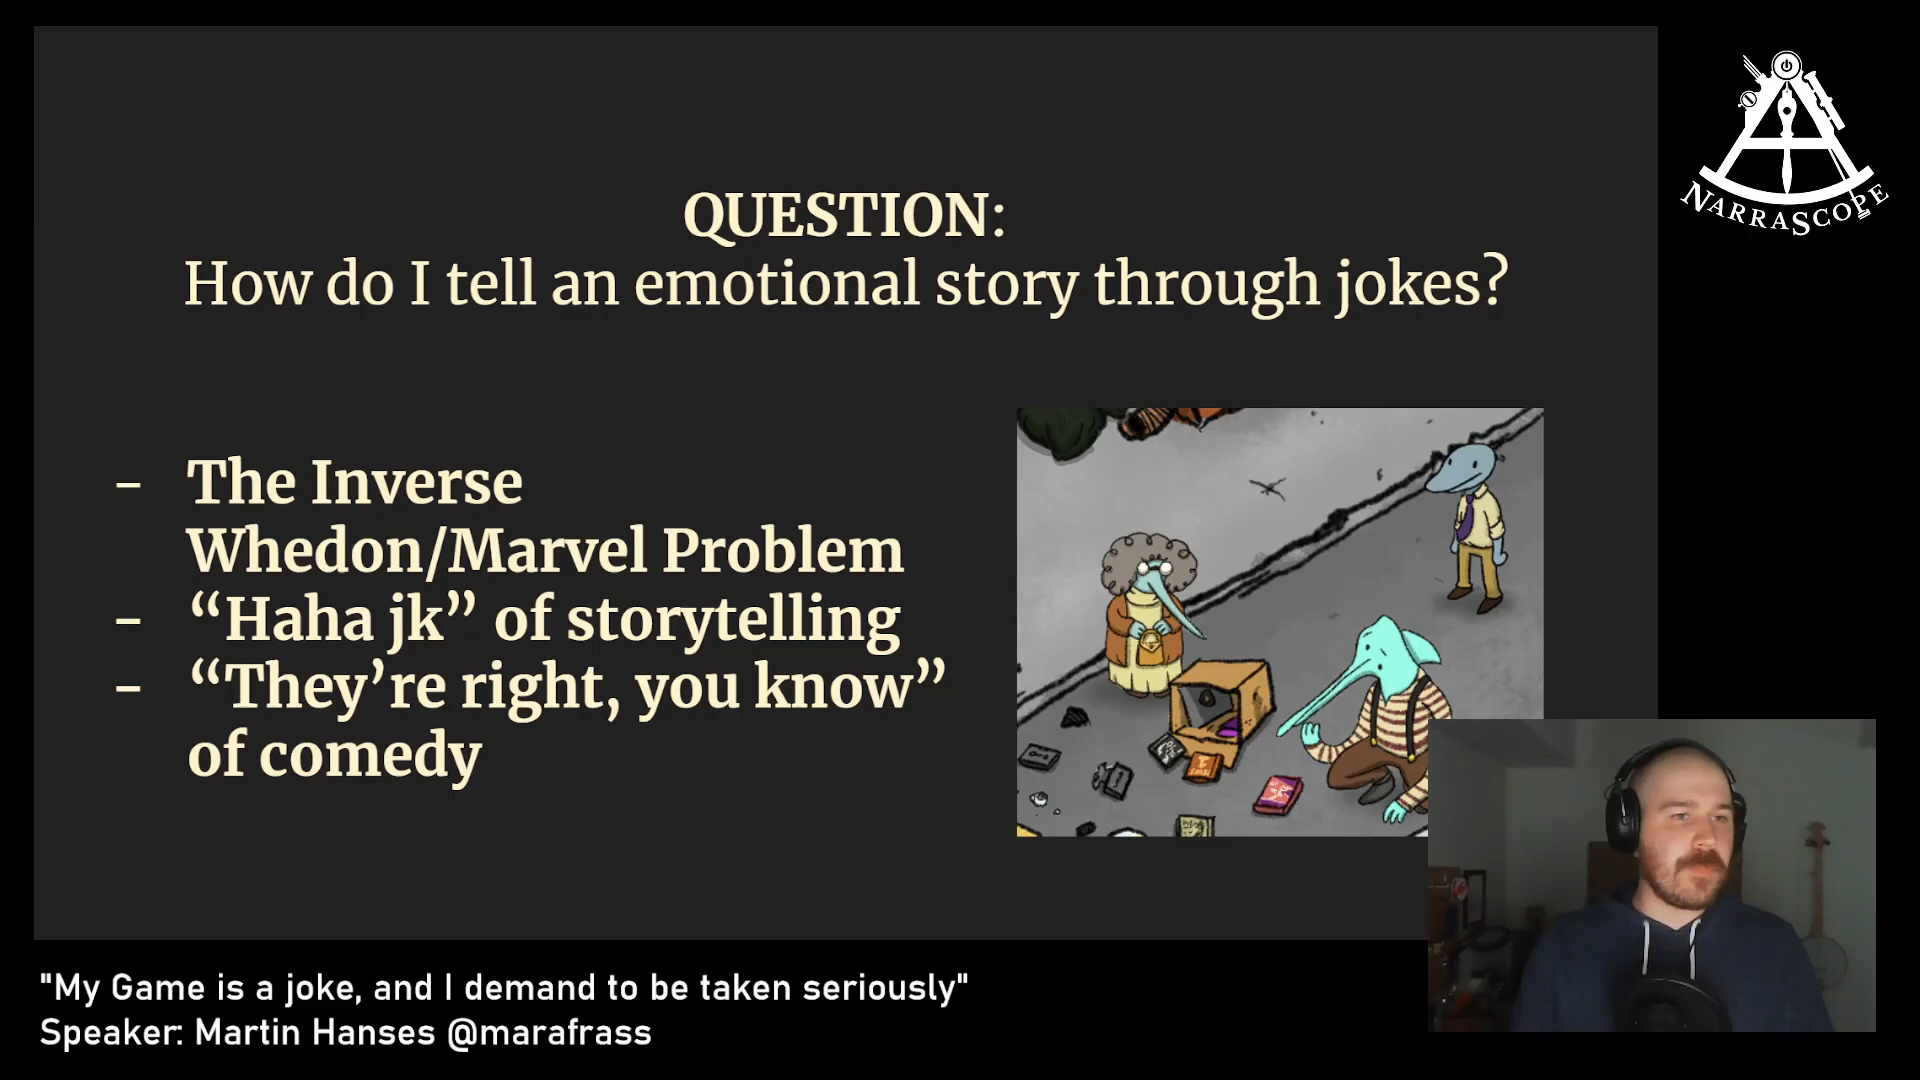 NARRASCOPE
QUESTION:
How do I tell an emotional story through jokes?
- The Inverse
Whedon/Marvel Problem
- “Haha jk” of storytelling
- “They’re right, you know”
of comedy
"My Game is a joke, and I demand to be taken seriously"
Speaker: Martin Hanses @marafrass